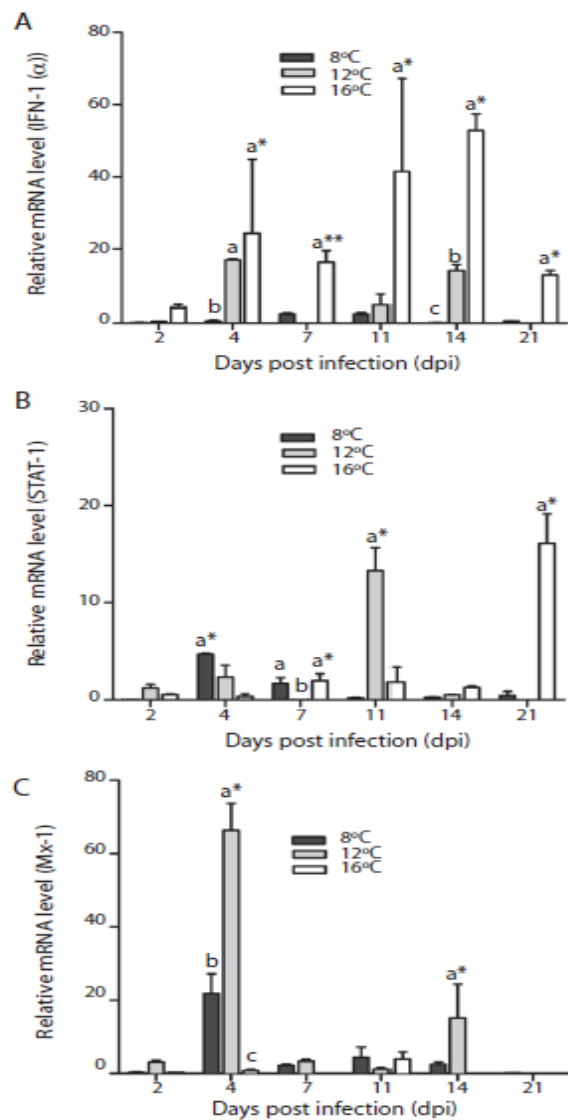 A
Relative mRNA level (IFN-1 (α))
80
60
40
20
0
8ºC
12ºC
16ºC
a*
a
b
a**
a*
a*
b
c
a*
2 4 7 11 14 21
Days post infection (dpi)
B
Relative mRNA level (STAT-1)
30
20
10
0
8ºC
12ºC
16ºC
a*
a
b
a*
a*
a*
2 4 7 11 14 21
Days post infection (dpi)
C
Relative mRNA level (Mx-1)
80
60
40
20
0
8ºC
12ºC
16ºC
a*
b
c
a*
2 4 7 11 14 21
Days post infection (dpi)